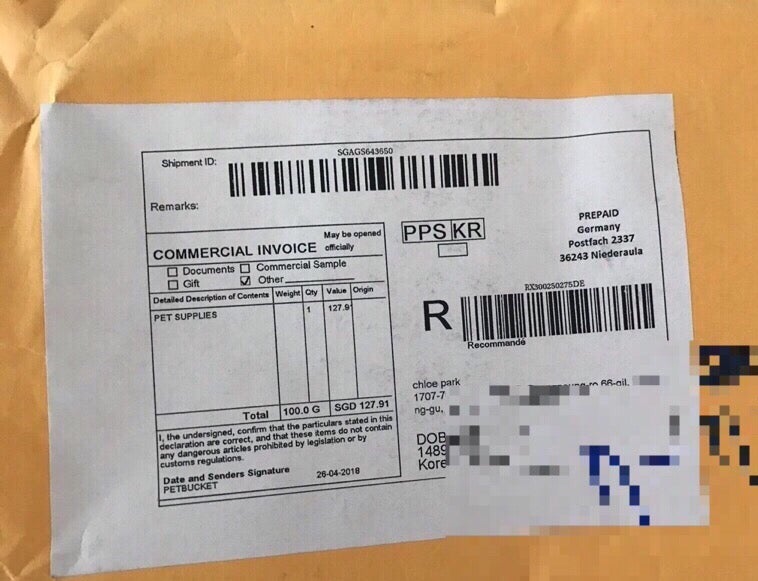 Shipment ID:
SGAGS643650
Remarks:
COMMERCIAL INVOICE May be opened officially
Documents Commercial Sample
Gift Other
Detailed Description of Contents Weight Qty Value Origin
PET SUPPLIES 1 127.9
Total 100.0 G SGD 127.91
I, the undersigned, confirm that the particulars stated in this
declaration are correct, and that these items do not contain
any dangerous articles prohibited by legislation or by
customs regulations.
Date and Senders Signature
PETBUCKET 26-04-2018
PPS KR
PREPAID
Germany
Postfach 2337
36243 Niederaula
RX300250275DE
R
Recommandé
chloe park
1707-7 66-gil,
ng-gu,
DOB
1489
Kore